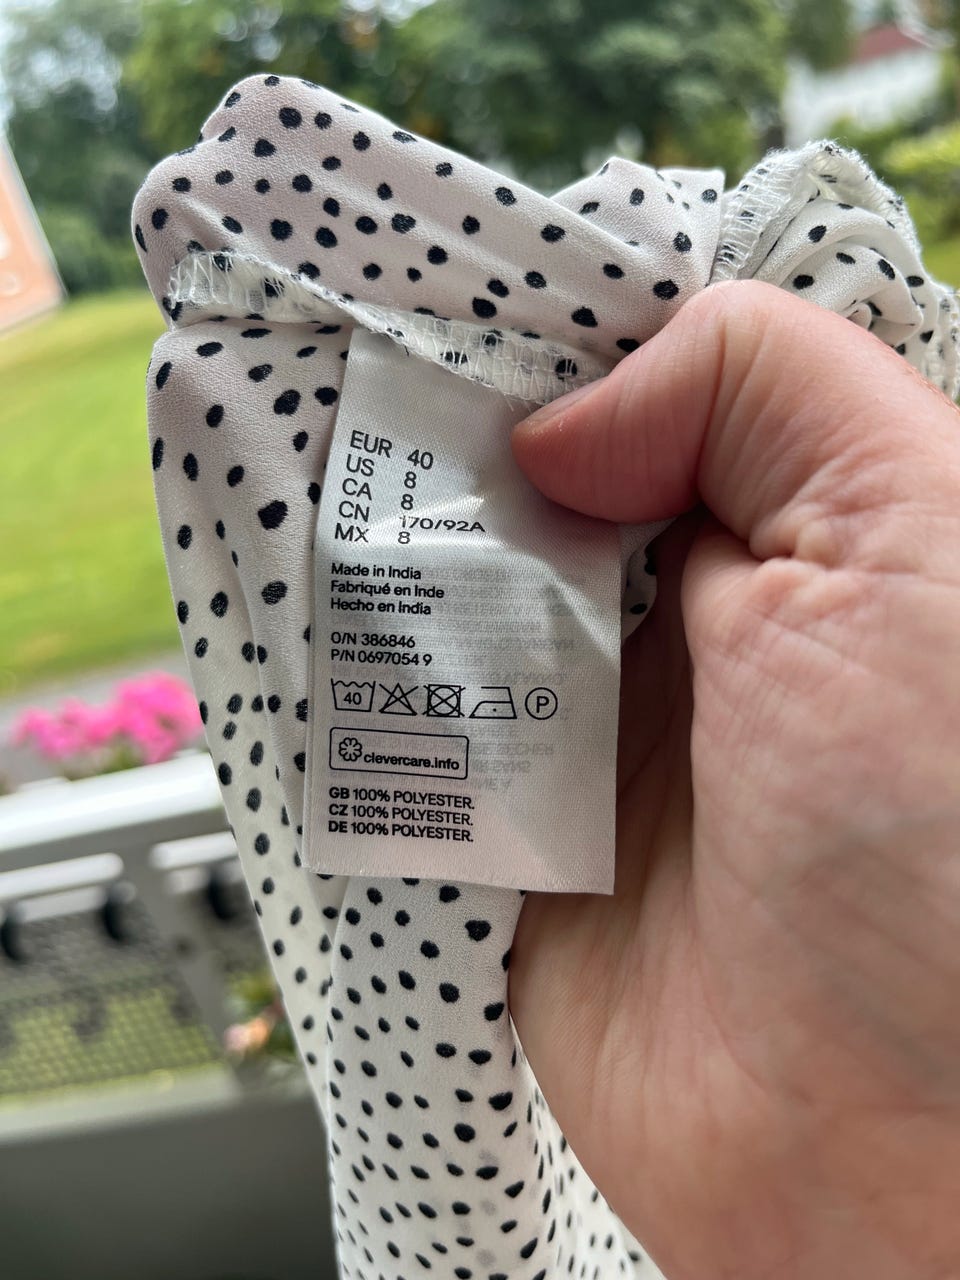 EUR 40
US 8
CA 8
CN 170/92A
MX 8
Made in India
Fabriqué en Inde
Hecho en India
O/N 386846
P/N 0697054 9
40 P
clevercare.info
GB 100% POLYESTER.
CZ 100% POLYESTER.
DE 100% POLYESTER.